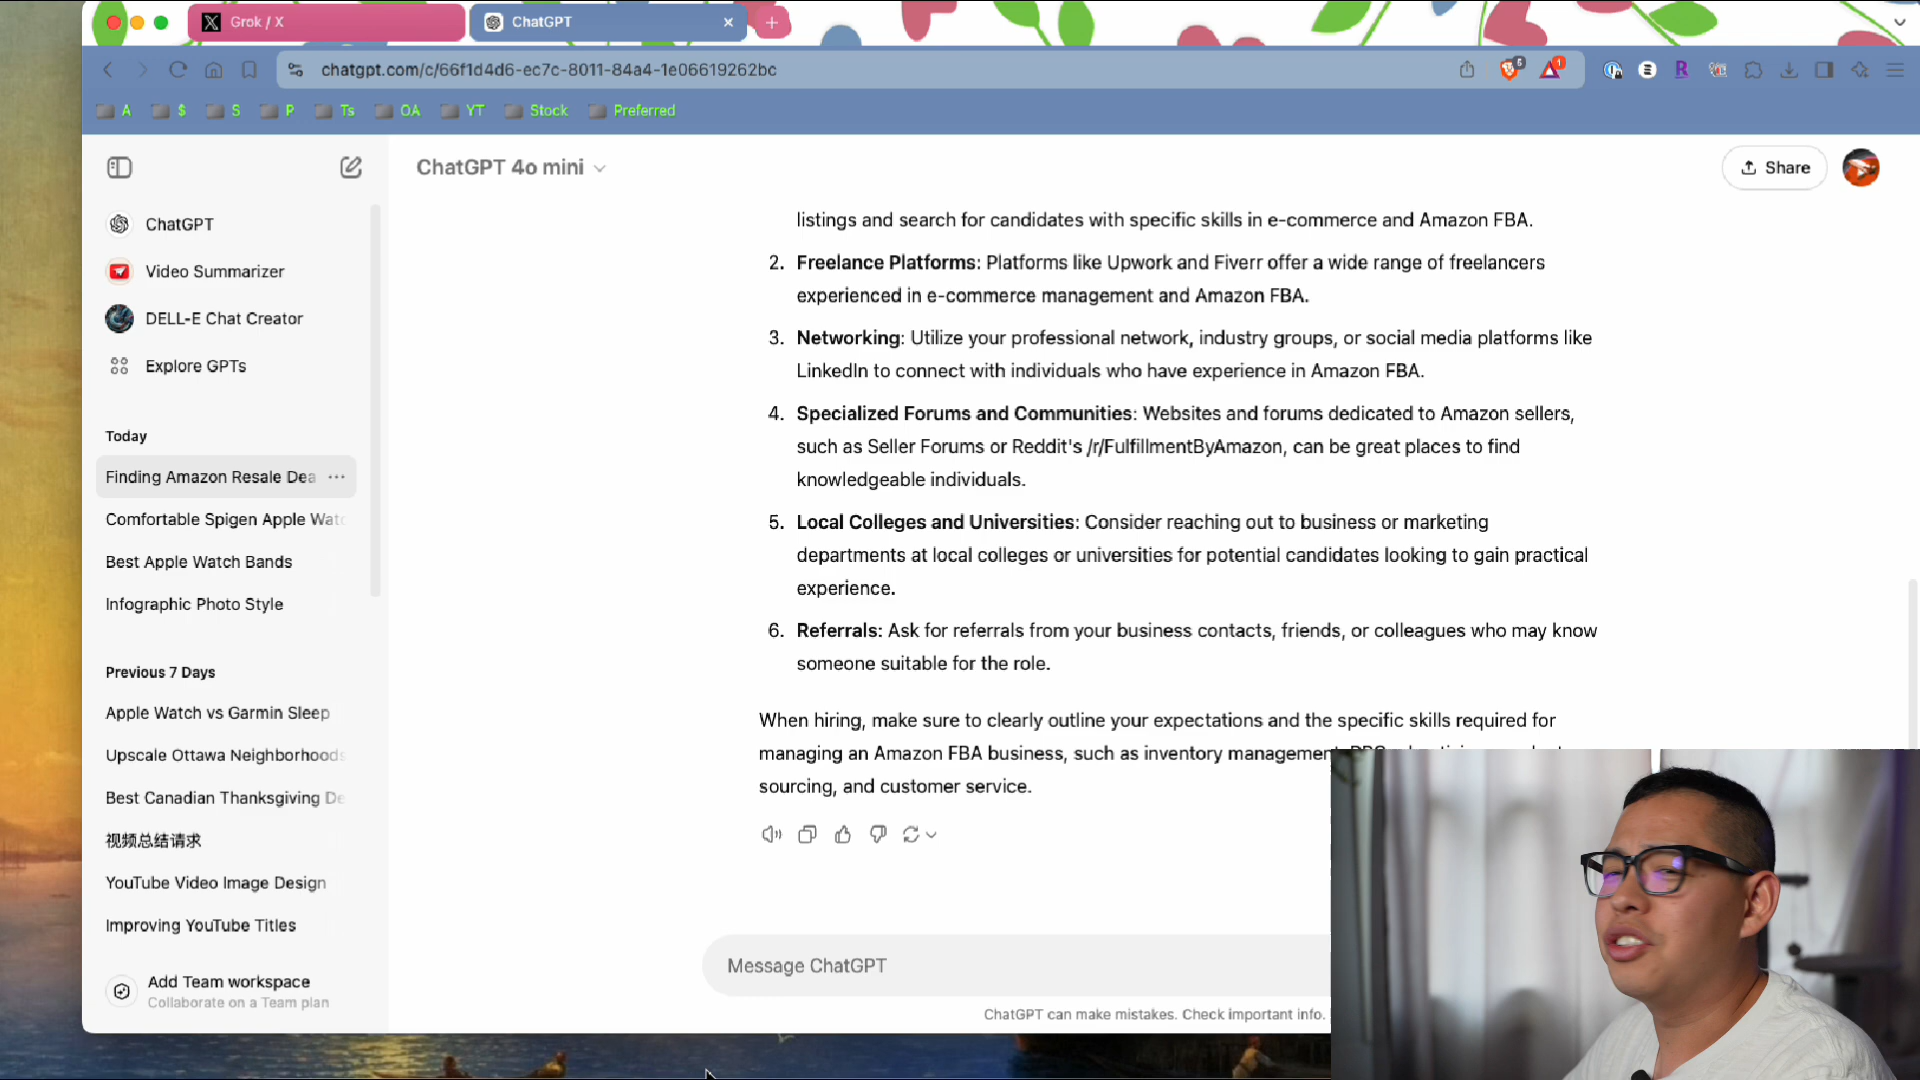 Grok / X
ChatGPT
chatgpt.com/c/66f1d4d6-ec7c-8011-84a4-1e06619262bc
A
$
S
P
Ts
OA
YT
Stock
Preferred
ChatGPT 4o mini
Share
ChatGPT
Video Summarizer
DELL-E Chat Creator
Explore GPTs
Today
Finding Amazon Resale Dea
Comfortable Spigen Apple Watc
Best Apple Watch Bands
Infographic Photo Style
Previous 7 Days
Apple Watch vs Garmin Sleep
Upscale Ottawa Neighborhoods
Best Canadian Thanksgiving De
视频总结请求
YouTube Video Image Design
Improving YouTube Titles
Add Team workspace
Collaborate on a Team plan
listings and search for candidates with specific skills in e-commerce and Amazon FBA.
2. Freelance Platforms: Platforms like Upwork and Fiverr offer a wide range of freelancers
experienced in e-commerce management and Amazon FBA.
3. Networking: Utilize your professional network, industry groups, or social media platforms like
LinkedIn to connect with individuals who have experience in Amazon FBA.
4. Specialized Forums and Communities: Websites and forums dedicated to Amazon sellers,
such as Seller Forums or Reddit's /r/FulfillmentByAmazon, can be great places to find
knowledgeable individuals.
5. Local Colleges and Universities: Consider reaching out to business or marketing
departments at local colleges or universities for potential candidates looking to gain practical
experience.
6. Referrals: Ask for referrals from your business contacts, friends, or colleagues who may know
someone suitable for the role.
When hiring, make sure to clearly outline your expectations and the specific skills required for
managing an Amazon FBA business, such as inventory management,
sourcing, and customer service.
Message ChatGPT
ChatGPT can make mistakes. Check important info.